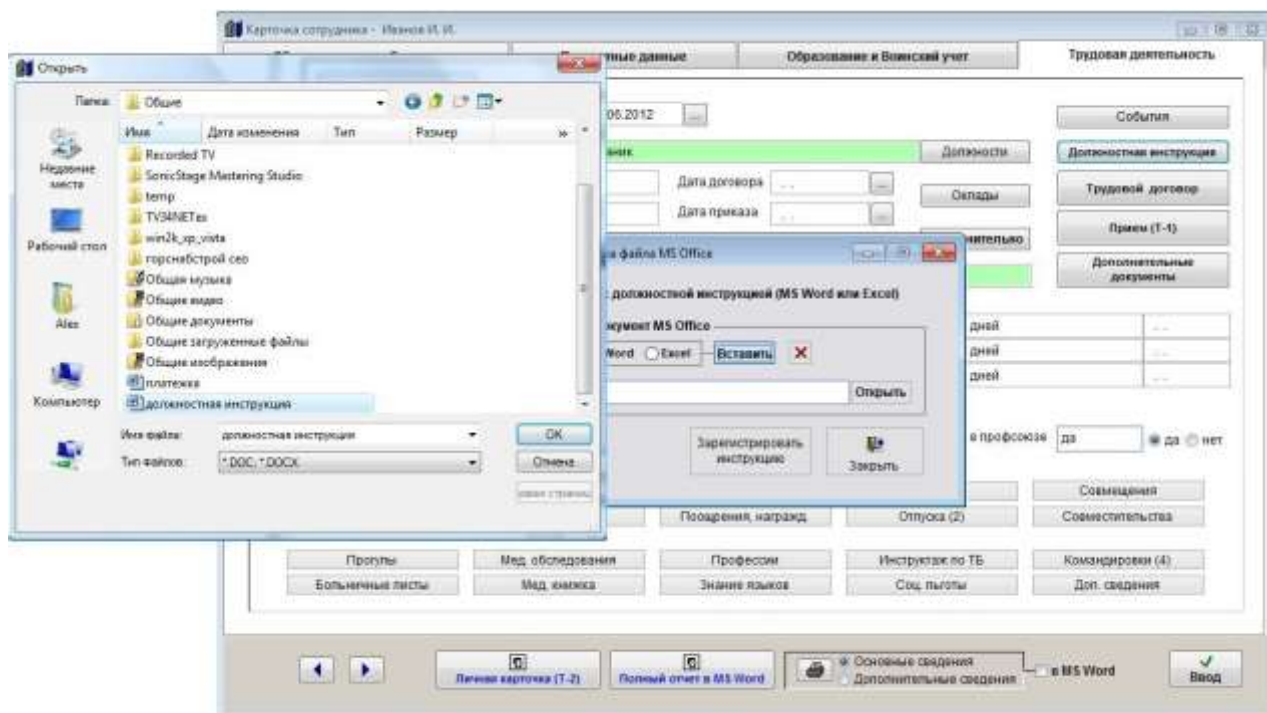 Карточка сотрудника - Иванов И. И.
нные данные
Образование и Воинский учет
Трудовая деятельность
Открыть
Папка:
Общие
Имя
Дата изменения
Тип
Размер
»
Недавние места
Рабочий стол
Alex
Компьютер
Recorded TV
SonicStage Mastering Studio
temp
TV34NETex
win2k_xp_vista
горснабстрой сео
Общая музыка
Общие видео
Общие документы
Общие загруженные файлы
Общие изображения
платежка
должностная инструкция
Имя файла:
должностная инструкция
OK
Тип файлов:
*.DOC, *.DOCX
Отмена
06.2012
...
События
Должности
Должностная инструкция
Дата договора
. .
...
Оклады
Трудовой договор
Дата приказа
. .
...
Прием (Т-1)
нительно
Дополнительные документы
а файла MS Office
с должностной инструкцией (MS Word или Excel)
окумент MS Office
Word
Excel
Вставить
Открыть
Зарегистрировать инструкцию
Закрыть
дней
. .
дней
. .
дней
. .
в профсоюзе
да
да
нет
Совмещения
Поощрения, награжд.
Отпуска (2)
Совместительства
Прогулы
Мед. обследования
Профессии
Инструктаж по ТБ
Командировки (4)
Больничные листы
Мед. книжка
Знание языков
Соц. льготы
Доп. сведения
Личная карточка (Т-2)
Полный отчет в MS Word
Основные сведения
Дополнительные сведения
в MS Word
Ввод